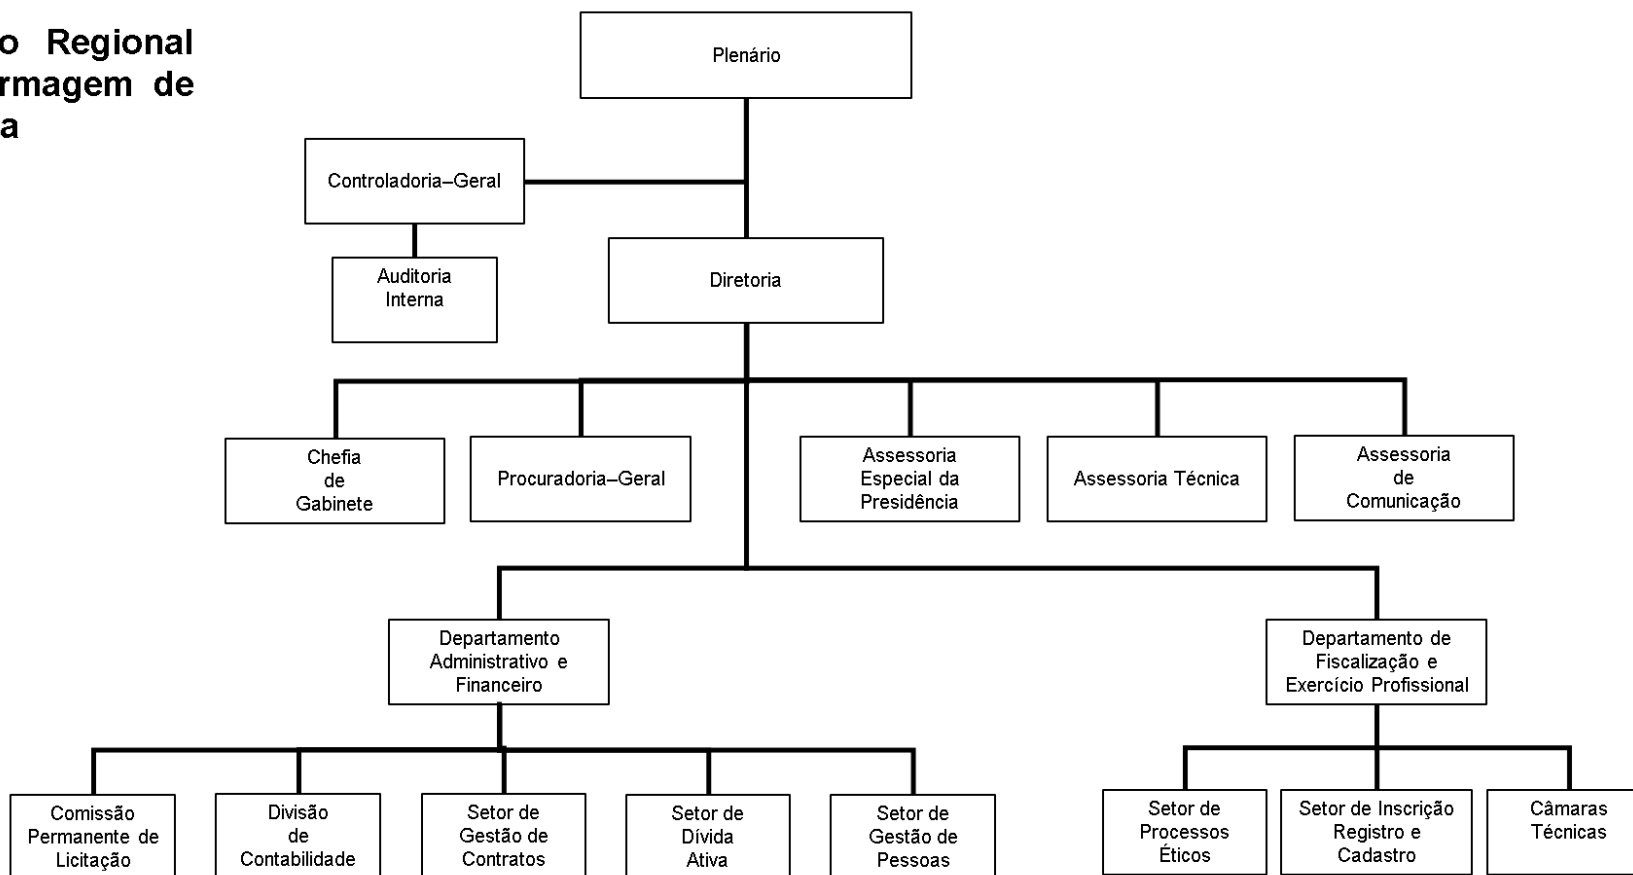 o Regional
rmagem de
a
Plenário
Controladoria–Geral
Auditoria
Interna
Diretoria
Chefia
de
Gabinete
Procuradoria–Geral
Assessoria
Especial da
Presidência
Assessoria Técnica
Assessoria
de
Comunicação
Departamento
Administrativo e
Financeiro
Departamento de
Fiscalização e
Exercício Profissional
Comissão
Permanente de
Licitação
Divisão
de
Contabilidade
Setor de
Gestão de
Contratos
Setor de
Dívida
Ativa
Setor de
Gestão de
Pessoas
Setor de
Processos
Éticos
Setor de Inscrição
Registro e
Cadastro
Câmaras
Técnicas